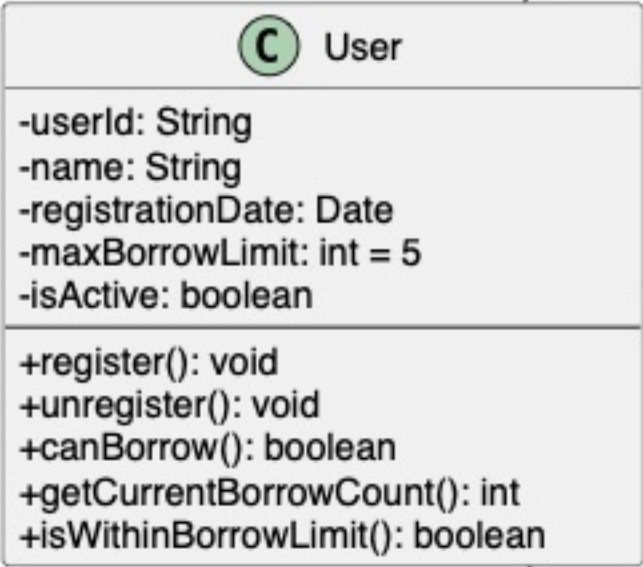 C User
-userId: String
-name: String
-registrationDate: Date
-maxBorrowLimit: int = 5
-isActive: boolean
+register(): void
+unregister(): void
+canBorrow(): boolean
+getCurrentBorrowCount(): int
+isWithinBorrowLimit(): boolean